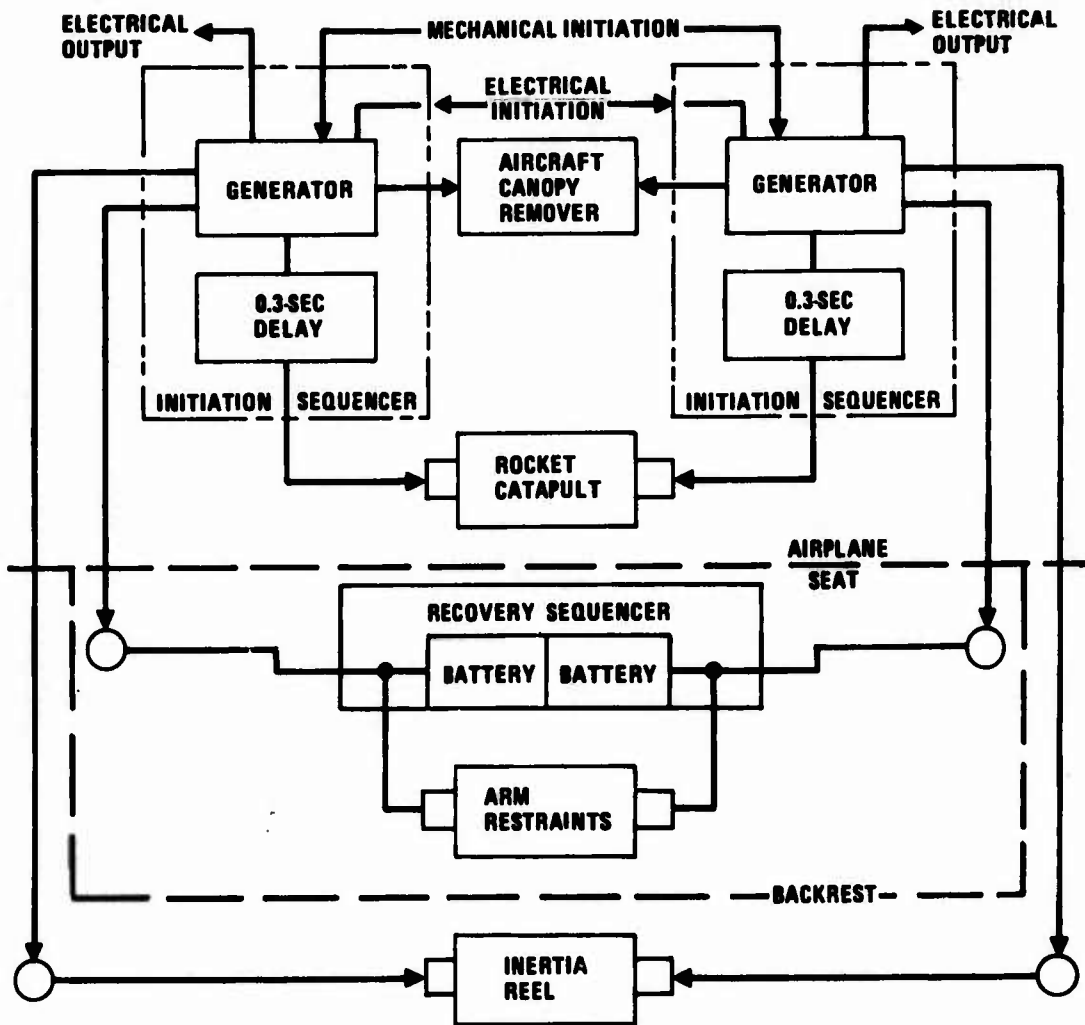 ELECTRICAL
OUTPUT
MECHANICAL INITIATION
ELECTRICAL
OUTPUT
ELECTRICAL
INITIATION
GENERATOR
AIRCRAFT
CANOPY
REMOVER
GENERATOR
0.3-SEC
DELAY
0.3-SEC
DELAY
INITIATION SEQUENCER
INITIATION SEQUENCER
ROCKET
CATAPULT
AIRPLANE
SEAT
RECOVERY SEQUENCER
BATTERY BATTERY
ARM
RESTRAINTS
BACKREST
INERTIA
REEL